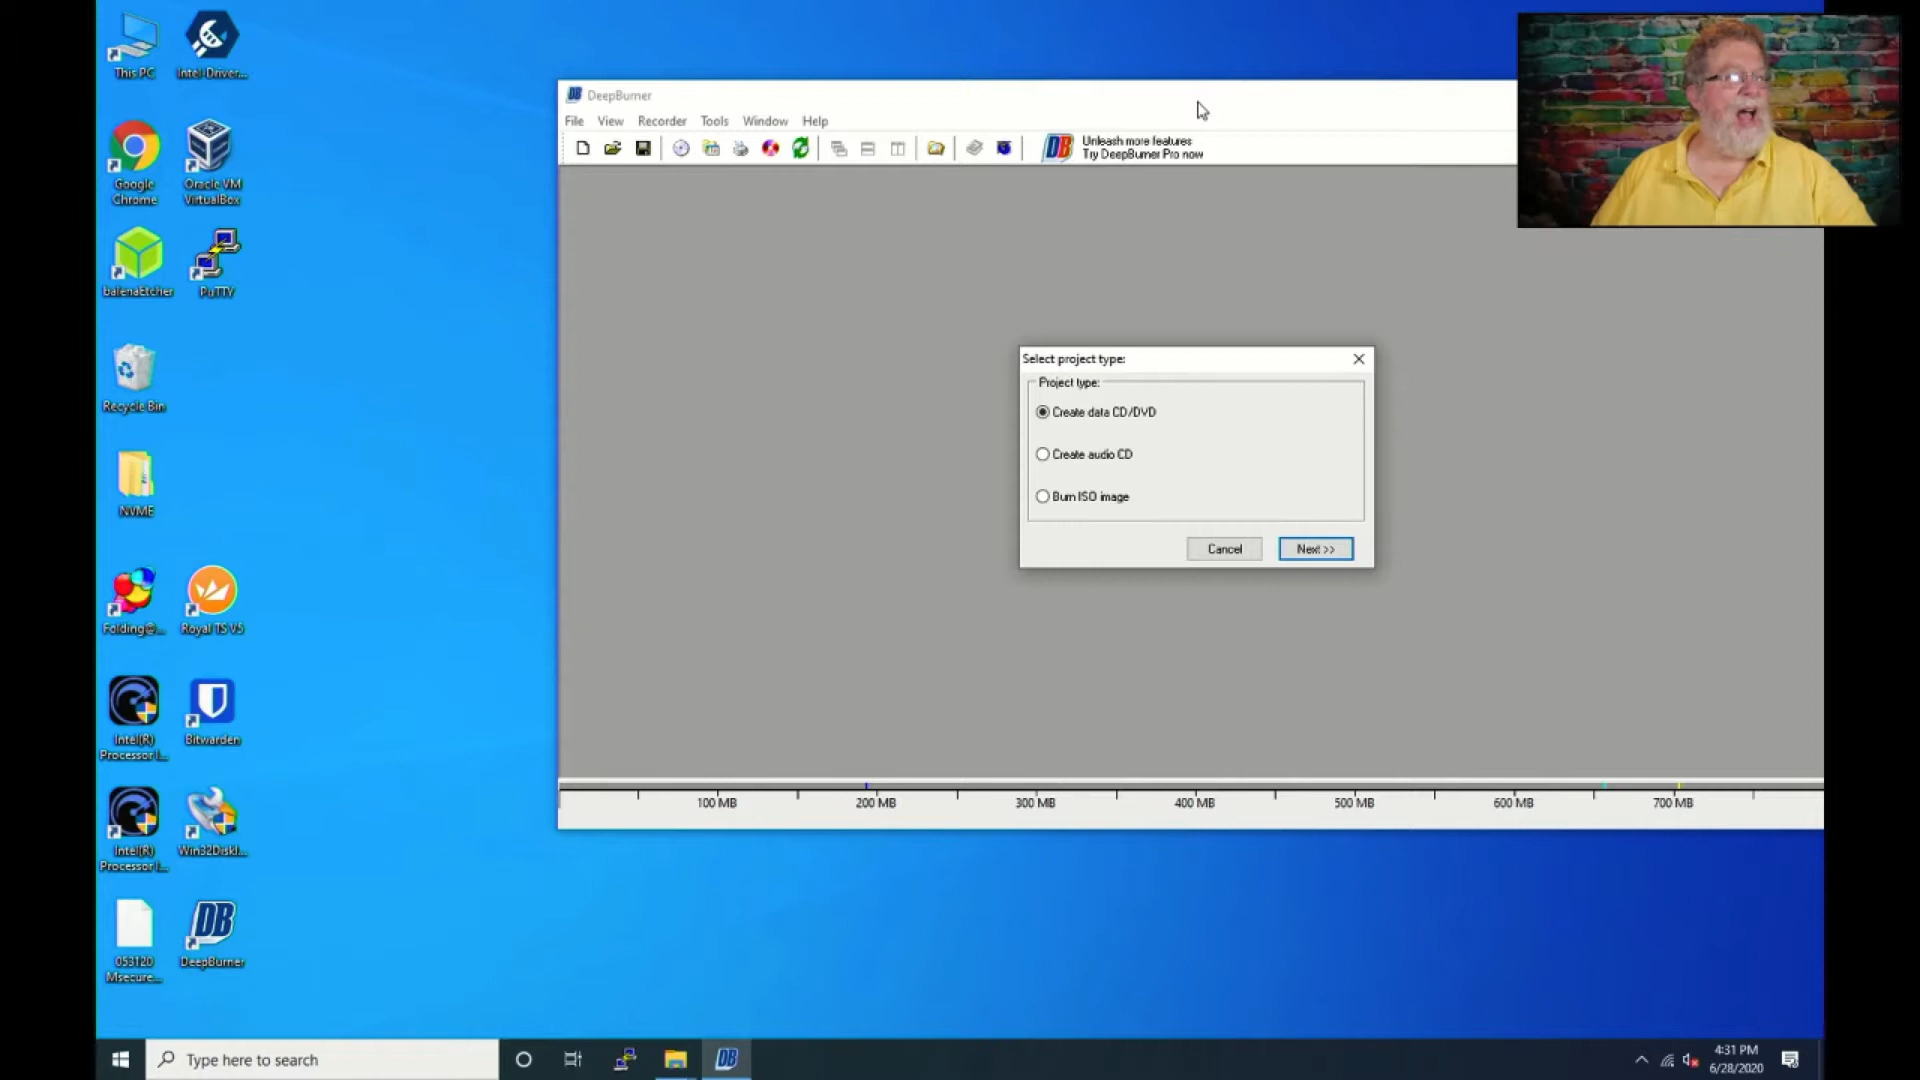 This PC
Intel-Driver...
Google
Chrome
Oracle VM
VirtualBox
balenaEtcher
PuTTY
Recycle Bin
NVME
Folding@...
Royal TS V5
Intel(R)
Processor I...
Bitwarden
Intel(R)
Processor I...
Win32DiskI...
053120
Msecure...
DB
DeepBurner
DB DeepBurner
File View Recorder Tools Window Help
DB
Unleash more features
Try DeepBurner Pro now
Select project type:
Project type:
Create data CD/DVD
Create audio CD
Burn ISO image
Cancel
Next >>
100 MB 200 MB 300 MB 400 MB 500 MB 600 MB 700 MB
Type here to search
DB
4:31 PM
6/28/2020